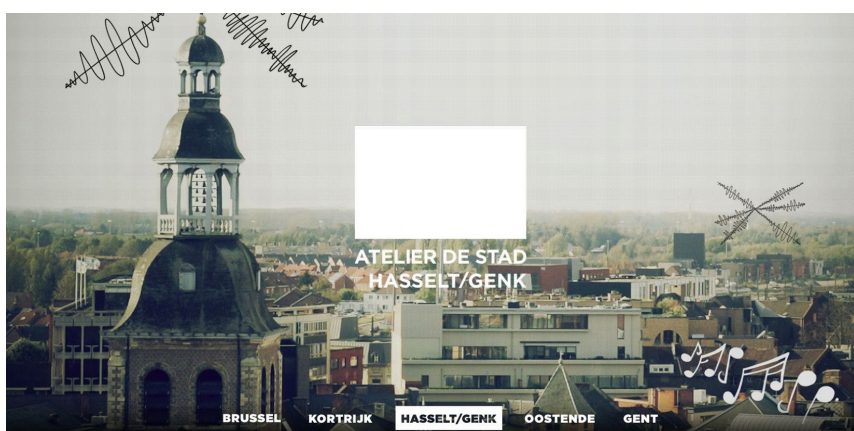 ATELIER DE STAD
HASSELT/GENK
BRUSSEL KORTRIJK HASSELT/GENK OOSTENDE GENT